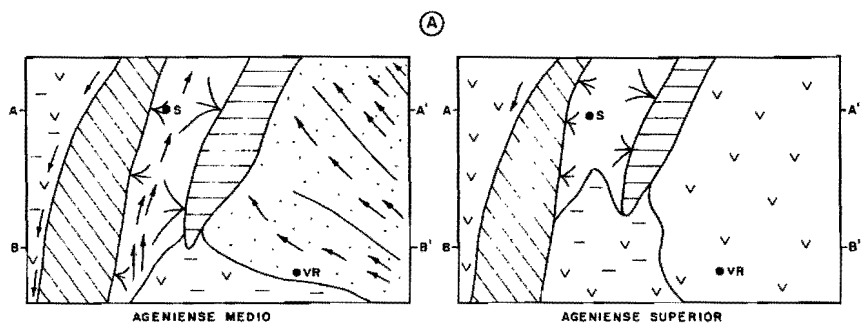 A
A
S
A'
B
B'
VR
AGENIENSE MEDIO
A
S
A'
B
B'
VR
AGENIENSE SUPERIOR